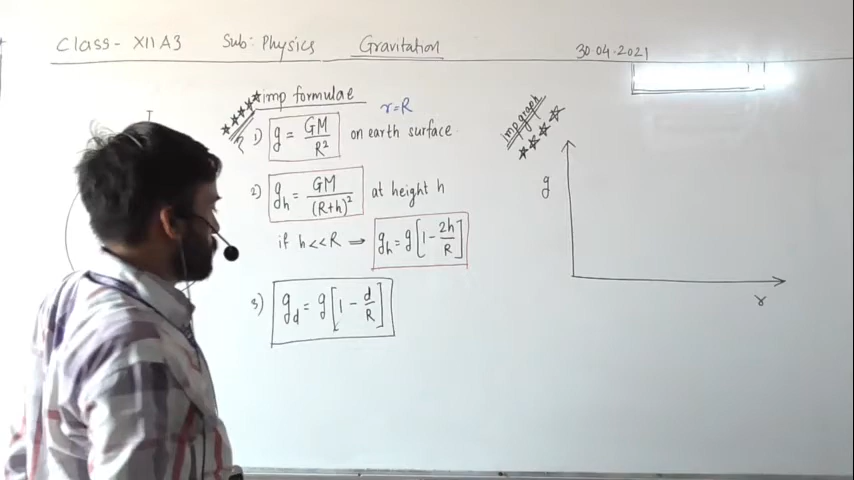 Class- XII A3 Sub: Physics Gravitation 30.04.2021
imp formulae
r=R
1) g = GM/R² on earth surface
2) g_h = GM/(R+h)² at height h
if h<<R ⇒ g_h = g[1 - 2h/R]
3) g_d = g[1 - d/R]
Imp graph
g
r